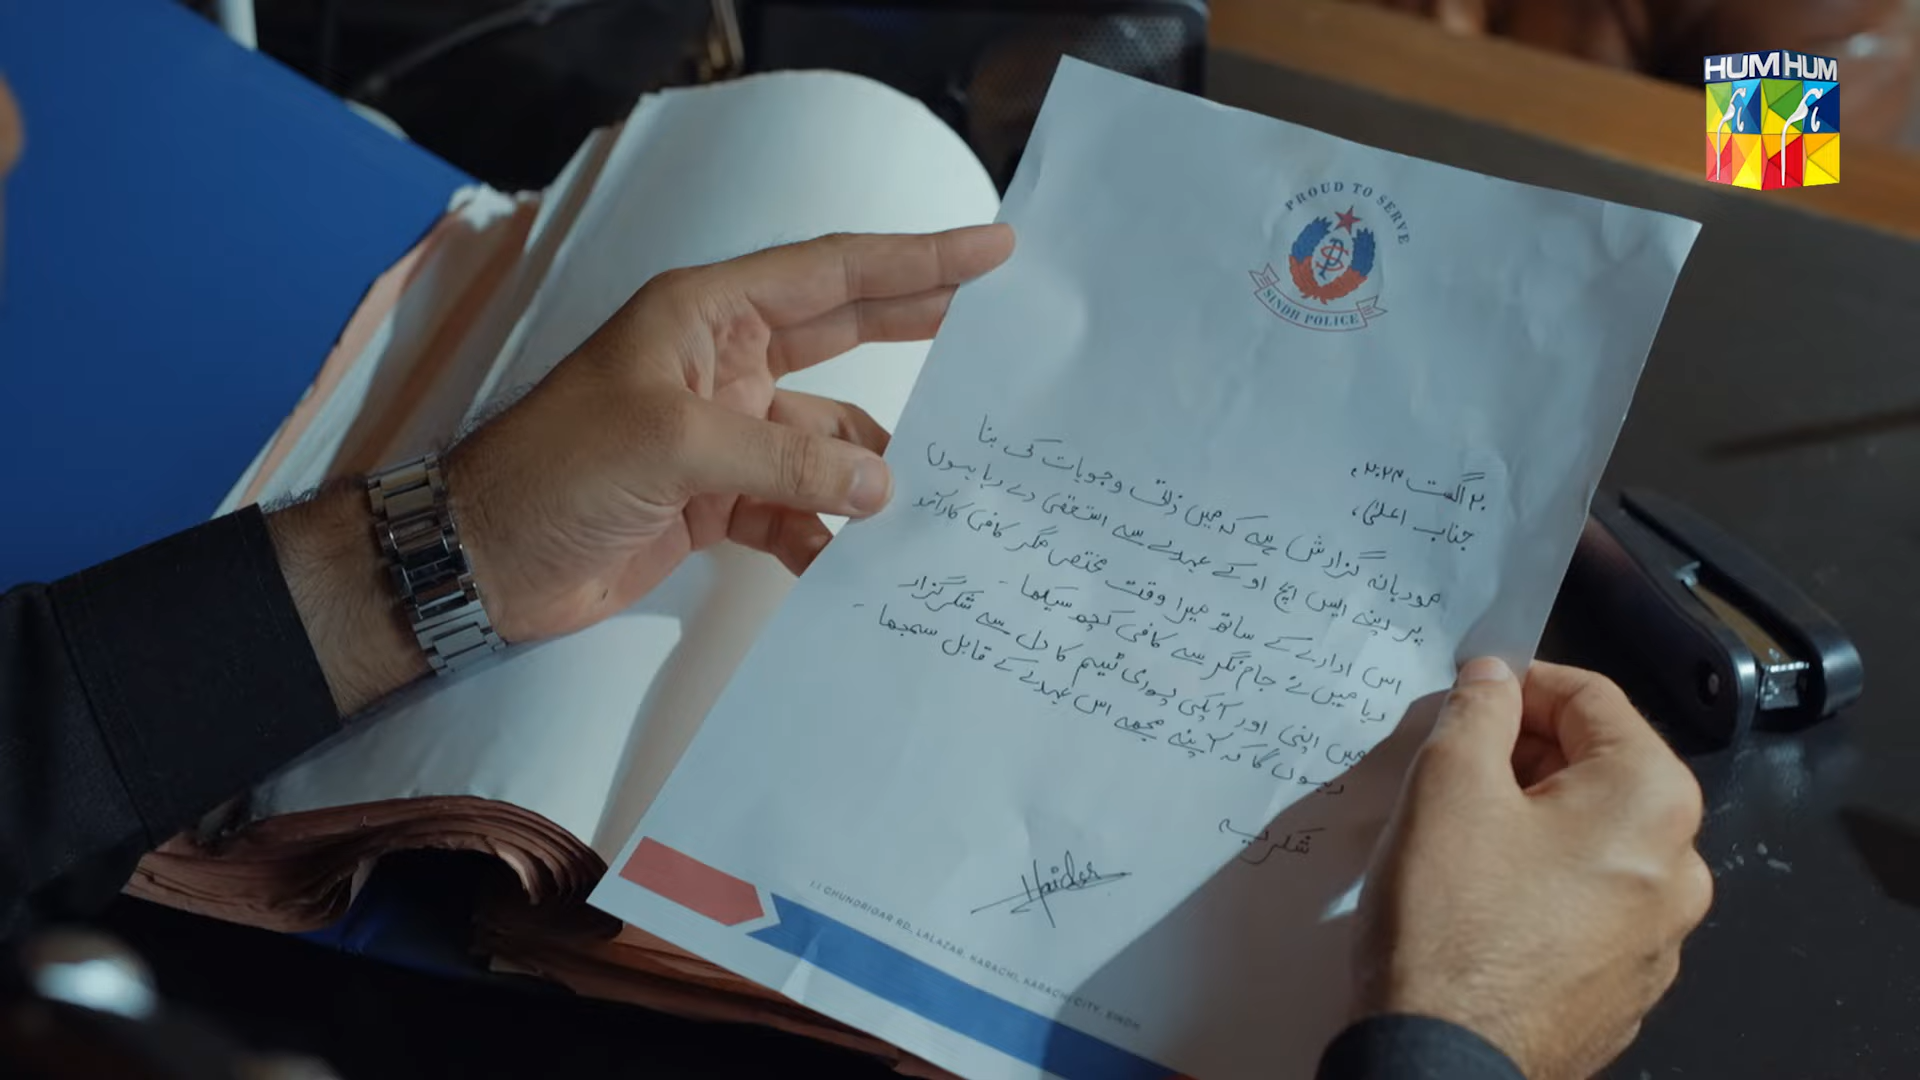 HUM HUM
ہم ہم
PROUD TO SERVE
SINDH POLICE
۲۰ اگست ۲۰۲۴ء
جناب اعلیٰ،
مودبانہ گزارش ہے کہ میں ذاتی وجوہات کی بنا
پر اپنے ایس ایچ او کے عہدے سے استعفیٰ دے رہا ہوں
اس ادارے کے ساتھ میرا وقت مختصر مگر کافی کارآمد
رہا میں نے جام نگر سے کافی کچھ سیکھا -
میں اپنی اور آپکی پوری ٹیم کا دل سے شکر گزار
رہوں گا کہ آپنے مجھے اس عہدے کے قابل سمجھا -
شکریہ
Haider
I.I CHUNDRIGAR RD, LALAZAR, KARACHI, KARACHI CITY, SINDH